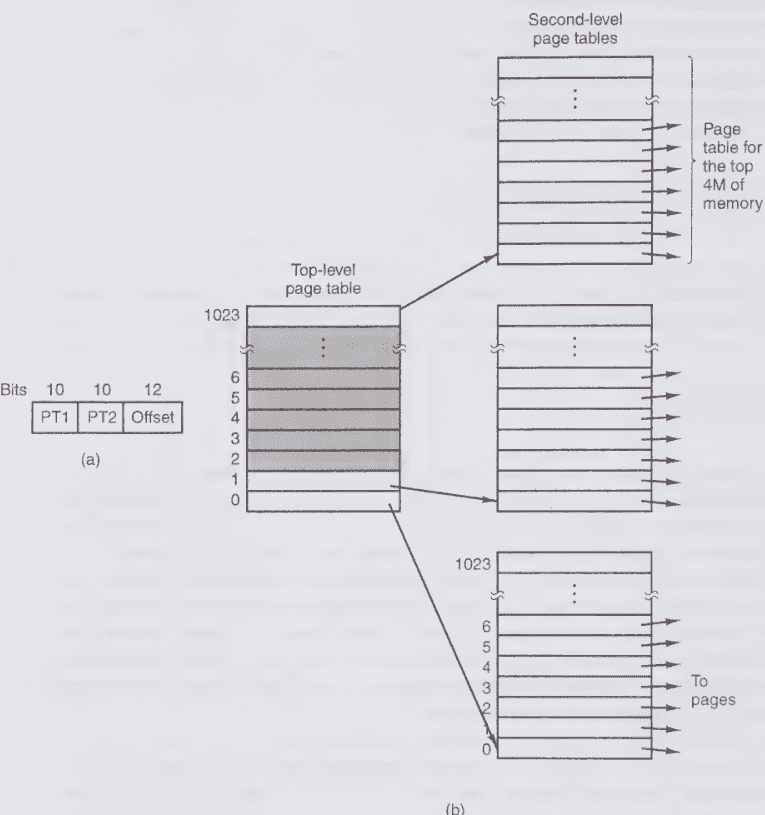 Second-level
page tables
Page
table for
the top
4M of
memory
Top-level
page table
1023
6
5
4
3
2
1
0
Bits 10 10 12
PT1 PT2 Offset
(a)
1023
6
5
4
3
2
1
0
To
pages
(b)